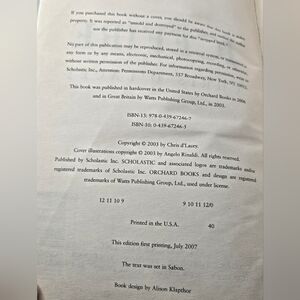 If you purchased this book without a cover, you should be aware that this book is stolen
property. It was reported as "unsold and destroyed" to the publisher, and neither the author
nor the publisher has received any payment for this "stripped book."
No part of this publication may be reproduced, stored in a retrieval system, or transmitted in
any form or by any means, electronic, mechanical, photocopying, recording, or otherwise,
without written permission of the publisher. For information regarding permission, write to
Scholastic Inc., Attention: Permissions Department, 557 Broadway, New York, NY 10012.
This book was published in hardcover in the United States by Orchard Books in 2004
and in Great Britain by Watts Publishing Group, Ltd., in 2003.
ISBN-13: 978-0-439-67246-7
ISBN-10: 0-439-67246-3
Copyright © 2003 by Chris d'Lacey.
Cover illustrations copyright © 2003 by Angelo Rinaldi. All rights reserved.
Published by Scholastic Inc. SCHOLASTIC and associated logos are trademarks and/or
registered trademarks of Scholastic Inc. ORCHARD BOOKS and design are registered
trademarks of Watts Publishing Group, Ltd., used under license.
12 11 10 9 9 10 11 12/0
Printed in the U.S.A. 40
This edition first printing, July 2007
The text was set in Sabon.
Book design by Alison Klapthor